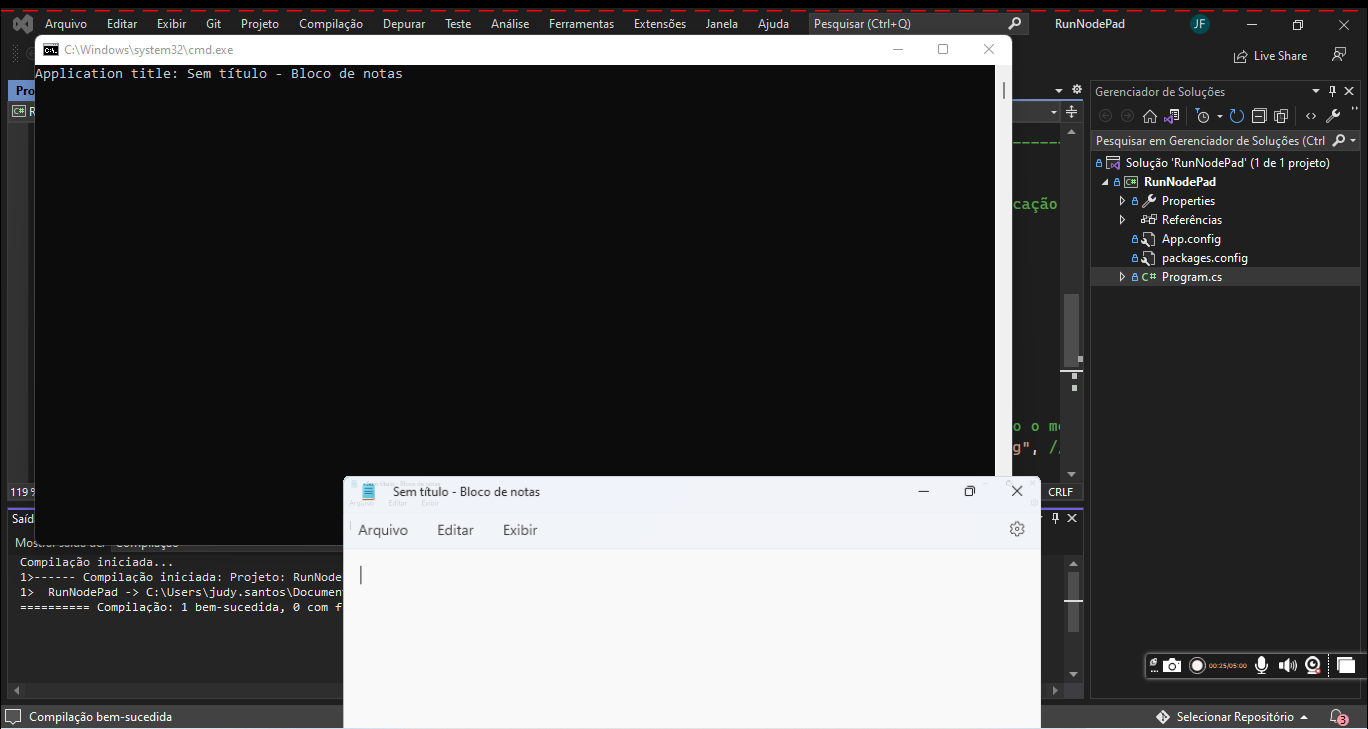 Arquivo Editar Exibir Git Projeto Compilação Depurar Teste Análise Ferramentas Extensões Janela Ajuda Pesquisar (Ctrl+Q) RunNodePad JF
C:\Windows\system32\cmd.exe
Live Share
Application title: Sem título - Bloco de notas
Pro
Gerenciador de Soluções
C# R
Pesquisar em Gerenciador de Soluções (Ctrl
Solução 'RunNodePad' (1 de 1 projeto)
C# RunNodePad
Properties
cação
Referências
App.config
packages.config
C# Program.cs
o o m
g", /
119 %
CRLF
Sem título - Bloco de notas
Saíd
Arquivo Editar Exibir
Compilação iniciada...
1>------ Compilação iniciada: Projeto: RunNode
1> RunNodePad -> C:\Users\judy.santos\Documen
========== Compilação: 1 bem-sucedida, 0 com f
00:25/05:00
Compilação bem-sucedida
Selecionar Repositório
3